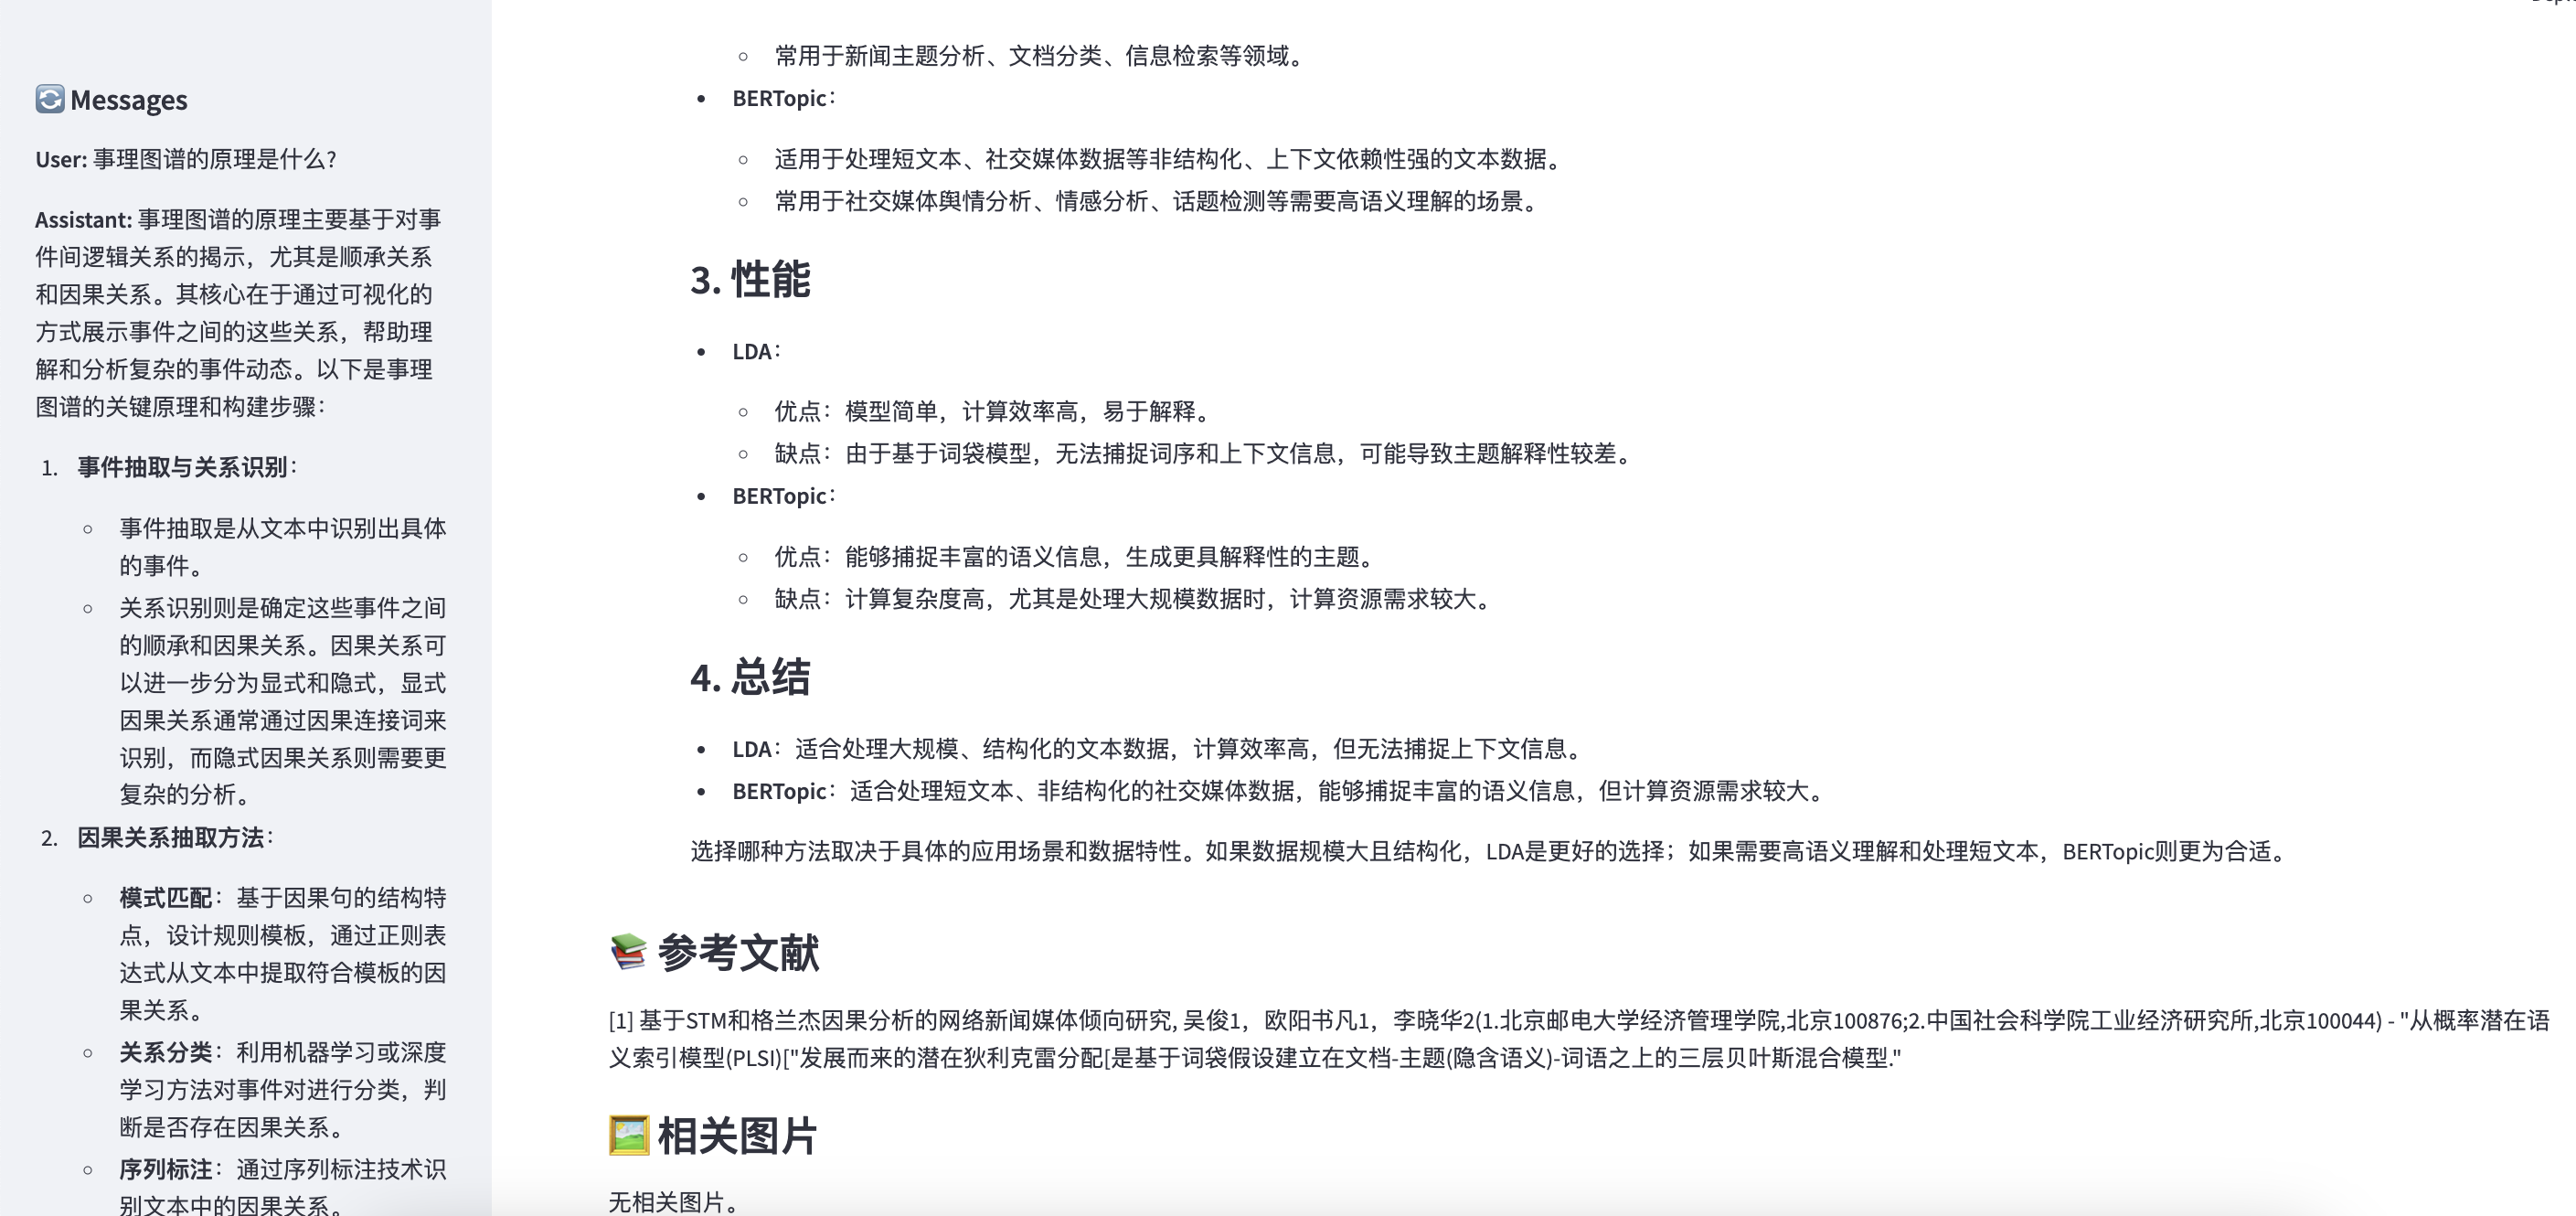 Messages
User: 事理图谱的原理是什么?
Assistant: 事理图谱的原理主要基于对事
件间逻辑关系的揭示，尤其是顺承关系
和因果关系。其核心在于通过可视化的
方式展示事件之间的这些关系，帮助理
解和分析复杂的事件动态。以下是事理
图谱的关键原理和构建步骤：
1. 事件抽取与关系识别：
事件抽取是从文本中识别出具体
的事件。
关系识别则是确定这些事件之间
的顺承和因果关系。因果关系可
以进一步分为显式和隐式，显式
因果关系通常通过因果连接词来
识别，而隐式因果关系则需要更
复杂的分析。
2. 因果关系抽取方法：
模式匹配：基于因果句的结构特
点，设计规则模板，通过正则表
达式从文本中提取符合模板的因
果关系。
关系分类：利用机器学习或深度
学习方法对事件对进行分类，判
断是否存在因果关系。
序列标注：通过序列标注技术识
别文本中的因果关系。
常用于新闻主题分析、文档分类、信息检索等领域。
BERTopic：
适用于处理短文本、社交媒体数据等非结构化、上下文依赖性强的文本数据。
常用于社交媒体舆情分析、情感分析、话题检测等需要高语义理解的场景。
3. 性能
LDA：
优点：模型简单，计算效率高，易于解释。
缺点：由于基于词袋模型，无法捕捉词序和上下文信息，可能导致主题解释性较差。
BERTopic：
优点：能够捕捉丰富的语义信息，生成更具解释性的主题。
缺点：计算复杂度高，尤其是处理大规模数据时，计算资源需求较大。
4. 总结
LDA：适合处理大规模、结构化的文本数据，计算效率高，但无法捕捉上下文信息。
BERTopic：适合处理短文本、非结构化的社交媒体数据，能够捕捉丰富的语义信息，但计算资源需求较大。
选择哪种方法取决于具体的应用场景和数据特性。如果数据规模大且结构化，LDA是更好的选择；如果需要高语义理解和处理短文本，BERTopic则更为合适。
参考文献
[1] 基于STM和格兰杰因果分析的网络新闻媒体倾向研究, 吴俊1，欧阳书凡1，李晓华2(1.北京邮电大学经济管理学院,北京100876;2.中国社会科学院工业经济研究所,北京100044) - "从概率潜在语
义索引模型(PLSI)["发展而来的潜在狄利克雷分配[是基于词袋假设建立在文档-主题(隐含语义)-词语之上的三层贝叶斯混合模型."
相关图片
无相关图片。